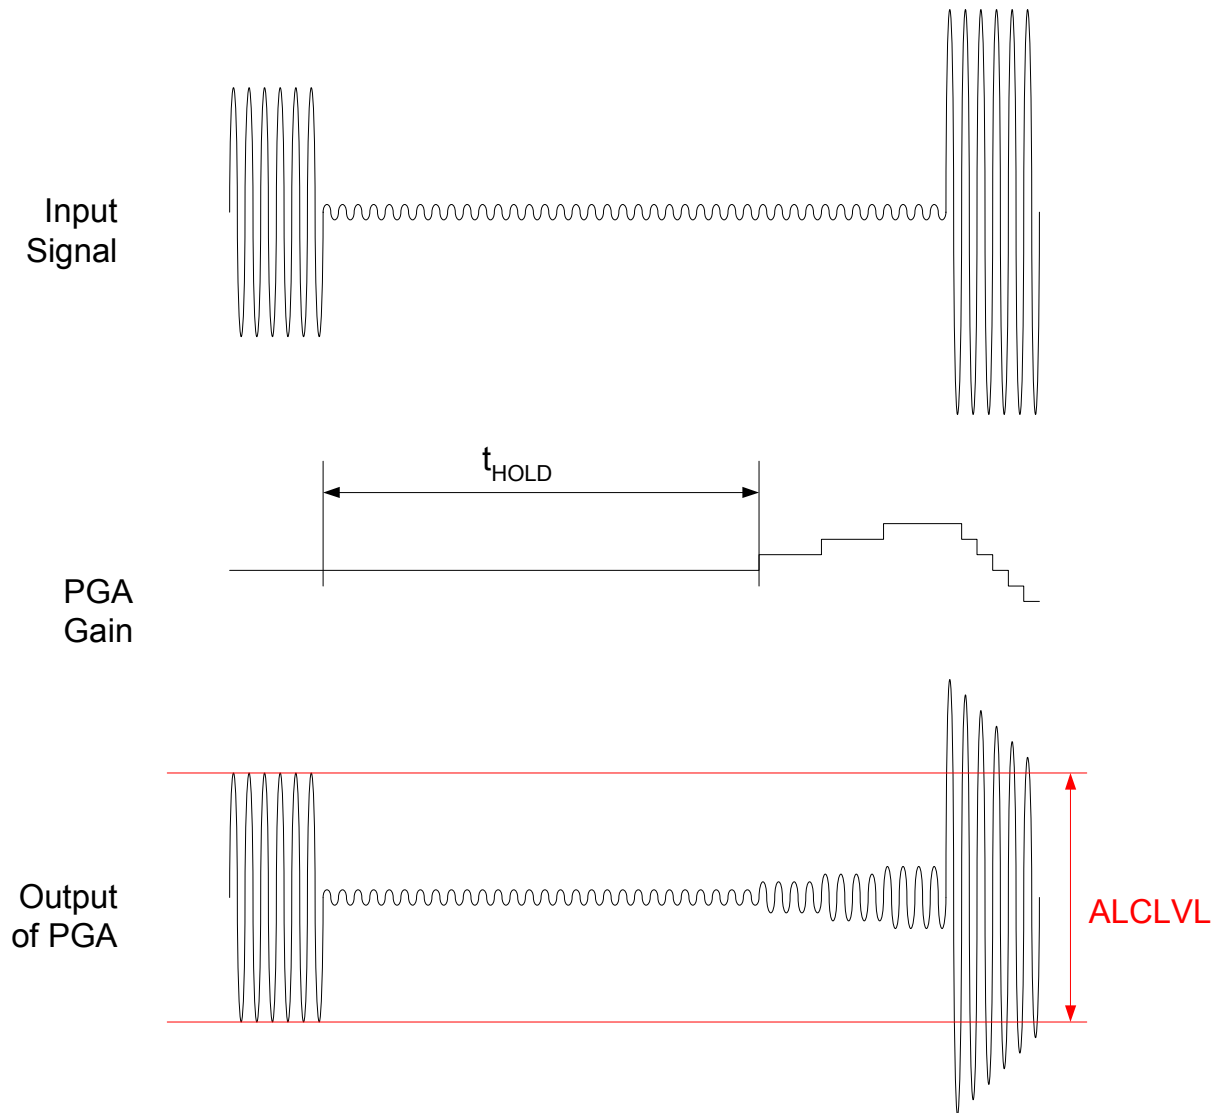 Input
Signal
tHOLD
PGA
Gain
Output
of PGA
ALCLVL